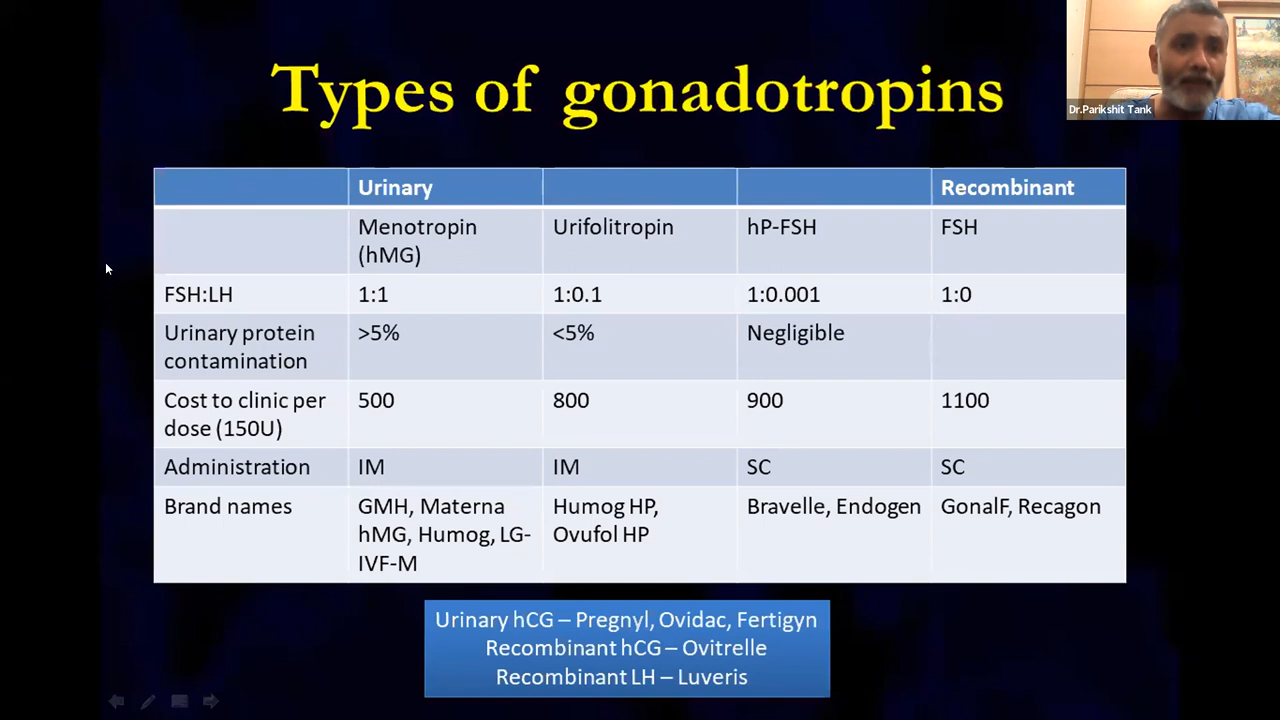 Types of gonadotropins
Dr.Parikshit Tank
Urinary Recombinant
Menotropin Urifolitropin hP-FSH FSH
(hMG)
FSH:LH 1:1 1:0.1 1:0.001 1:0
Urinary protein >5% <5% Negligible
contamination
Cost to clinic per 500 800 900 1100
dose (150U)
Administration IM IM SC SC
Brand names GMH, Materna Humog HP, Bravelle, Endogen GonalF, Recagon
hMG, Humog, LG- Ovufol HP
IVF-M
Urinary hCG – Pregnyl, Ovidac, Fertigyn
Recombinant hCG – Ovitrelle
Recombinant LH – Luveris